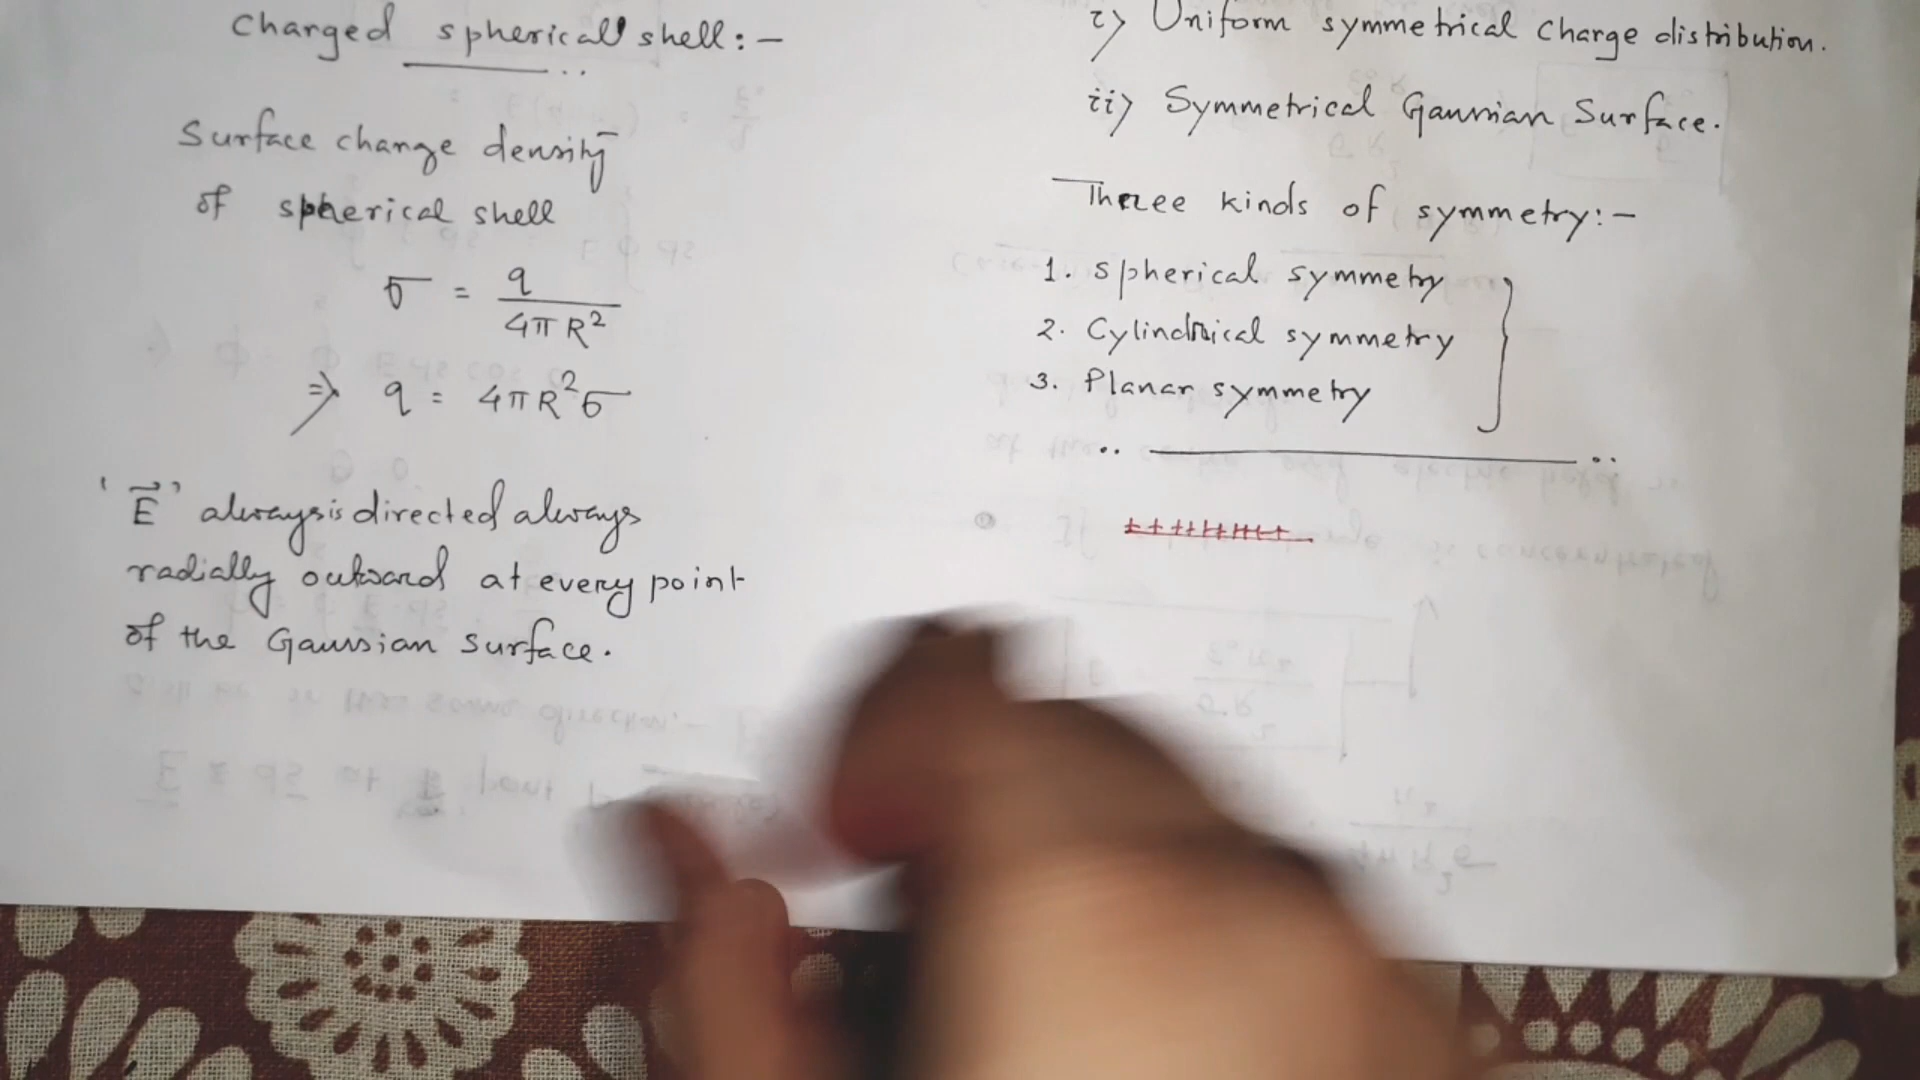 Charged spherical shell:-
Surface change density
of spherical shell
σ = q / 4πR²
⇒ q = 4πR²σ
'E⃗' always is directed always
radially outward at every point
of the Gaussian surface.
i) Uniform symmetrical charge distribution.
ii) Symmetrical Gaussian Surface.
Three kinds of symmetry:-
1. Spherical symmetry
2. Cylindrical symmetry
3. Planar symmetry
+ + + + + + + + +